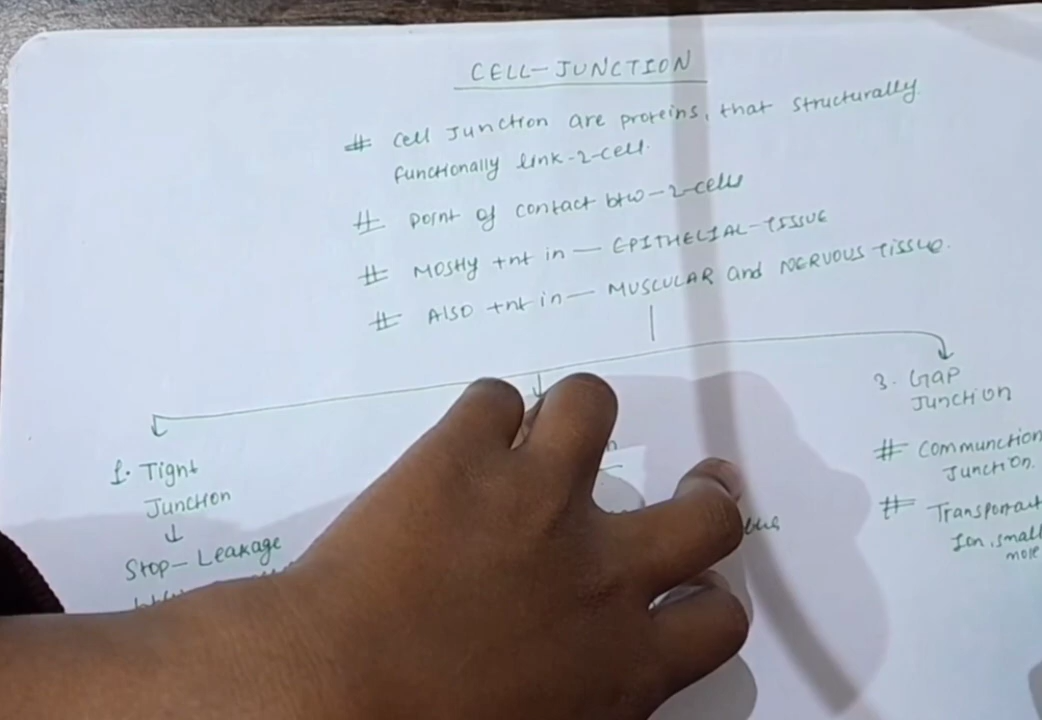 CELL-JUNCTION
# Cell Junction are proteins, that structurally
functionally link-2-cell.
# point of contact btw-2-cells
# Mostly +nt in — EPITHELIAL-TISSUE
# Also +nt in — MUSCULAR and NERVOUS Tissue.
1. Tight
Junction
Stop-Leakage
3. Gap
Junction
# Communction
Junction.
# Transportat
Ion, small
mole